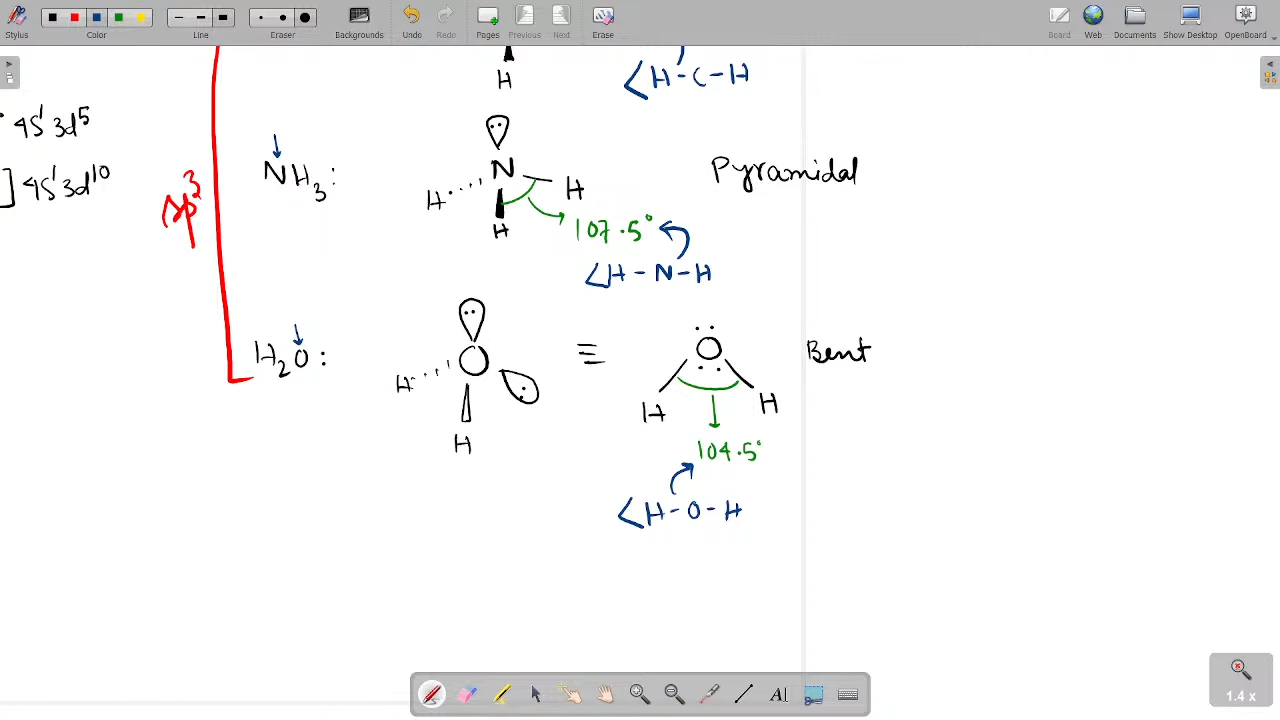 Stylus
Color
Line
Eraser
Backgrounds
Undo
Redo
Pages
Previous
Next
Erase
Board
Web
Documents
Show Desktop
OpenBoard
H
<H-C-H
4s¹ 3d⁵
] 4s¹ 3d¹⁰
sp³
NH₃:
N
H
H
H
107.5°
<H-N-H
Pyramidal
H₂O:
O
H
H
≡
O
H
H
104.5°
<H-O-H
Bent
AI
1.4 x